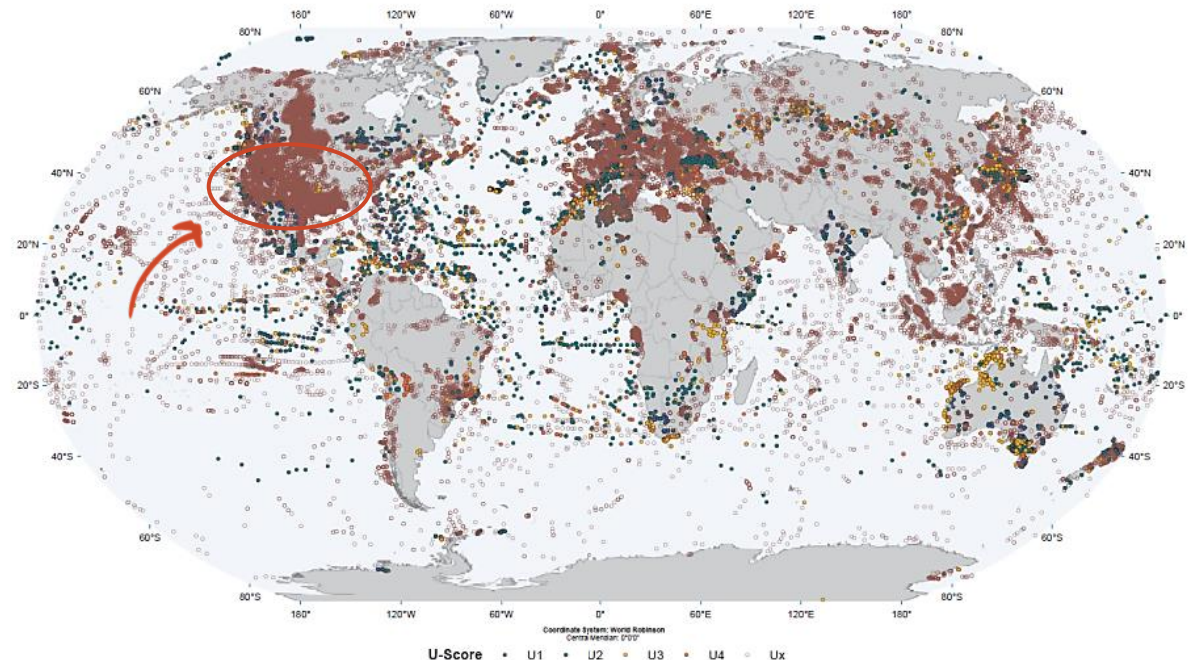 180° 120°W 60°W 0° 60°E 120°E 180°
80°N 80°N
60°N 60°N
40°N 40°N
20°N 20°N
0° 0°
20°S 20°S
40°S 40°S
60°S 60°S
80°S 80°S
180° 120°W 60°W 0° 60°E 120°E 180°
Coordinate System: World Robinson
Central Meridian: 0°0'0"
U-Score U1 U2 U3 U4 Ux